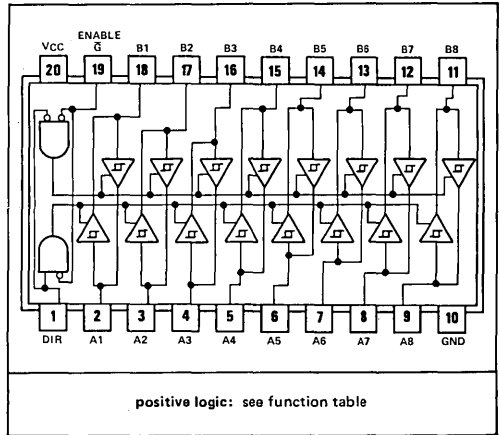 ENABLE
VCC G̅ B1 B2 B3 B4 B5 B6 B7 B8
20 19 18 17 16 15 14 13 12 11
1 2 3 4 5 6 7 8 9 10
DIR A1 A2 A3 A4 A5 A6 A7 A8 GND
positive logic: see function table